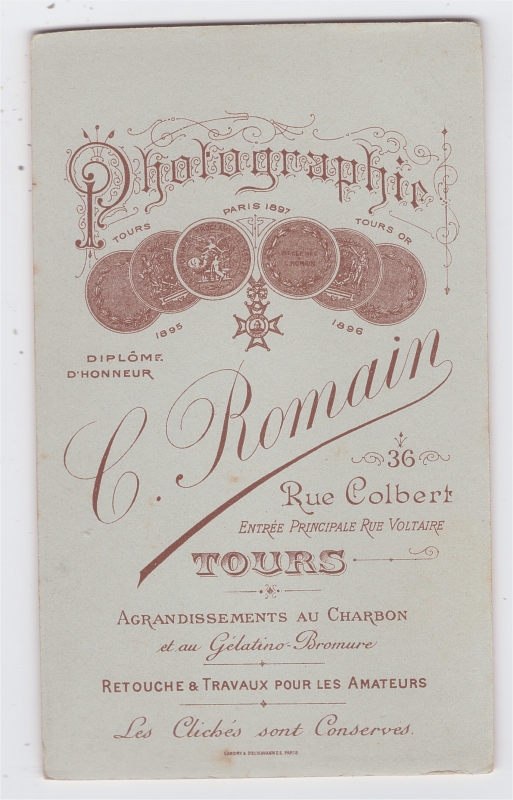 Photographie
PARIS 1897
TOURS
TOURS OR
1895
1896
DIPLÔME
D'HONNEUR
C. Romain
36
Rue Colbert
ENTRÉE PRINCIPALE RUE VOLTAIRE
TOURS
AGRANDISSEMENTS AU CHARBON
et au Gélatino-Bromure
RETOUCHE & TRAVAUX POUR LES AMATEURS
Les Clichés sont Conservés.